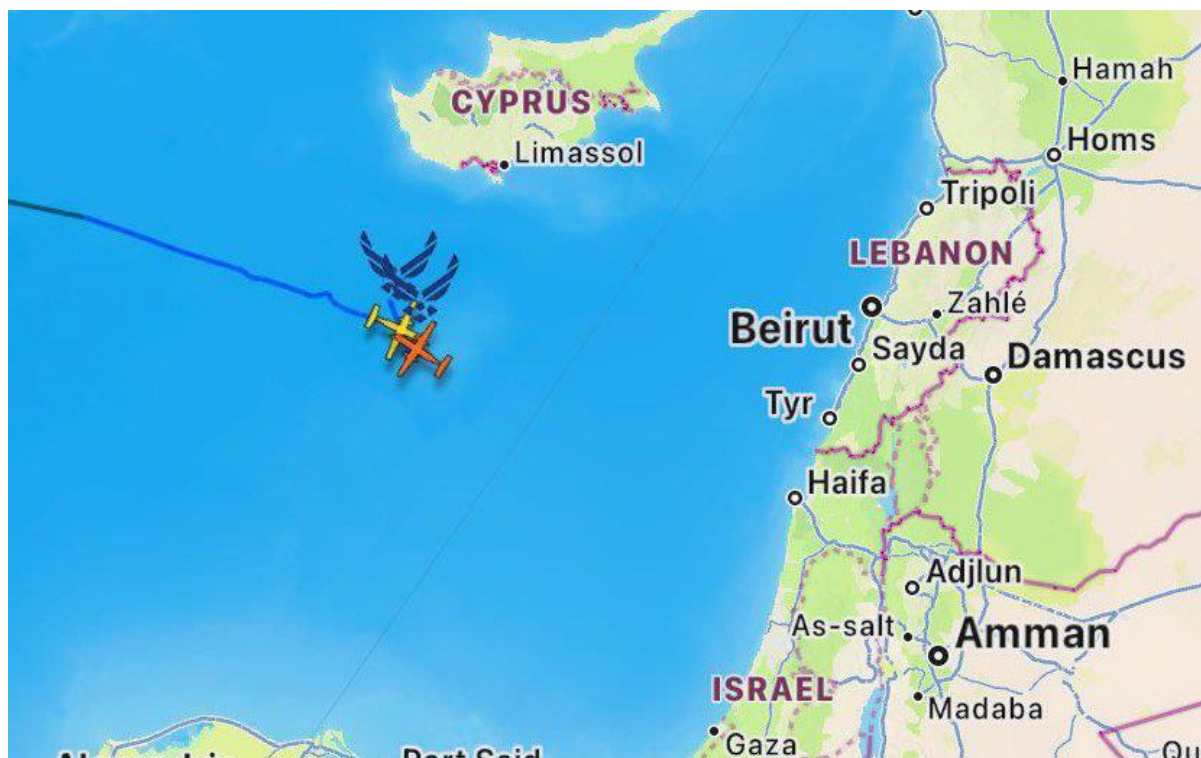 Hamah
CYPRUS
Homs
Limassol
Tripoli
LEBANON
Zahlé
Beirut
Sayda
Damascus
Tyr
Haifa
Adjlun
As-salt
Amman
ISRAEL
Madaba
Gaza
Port Said